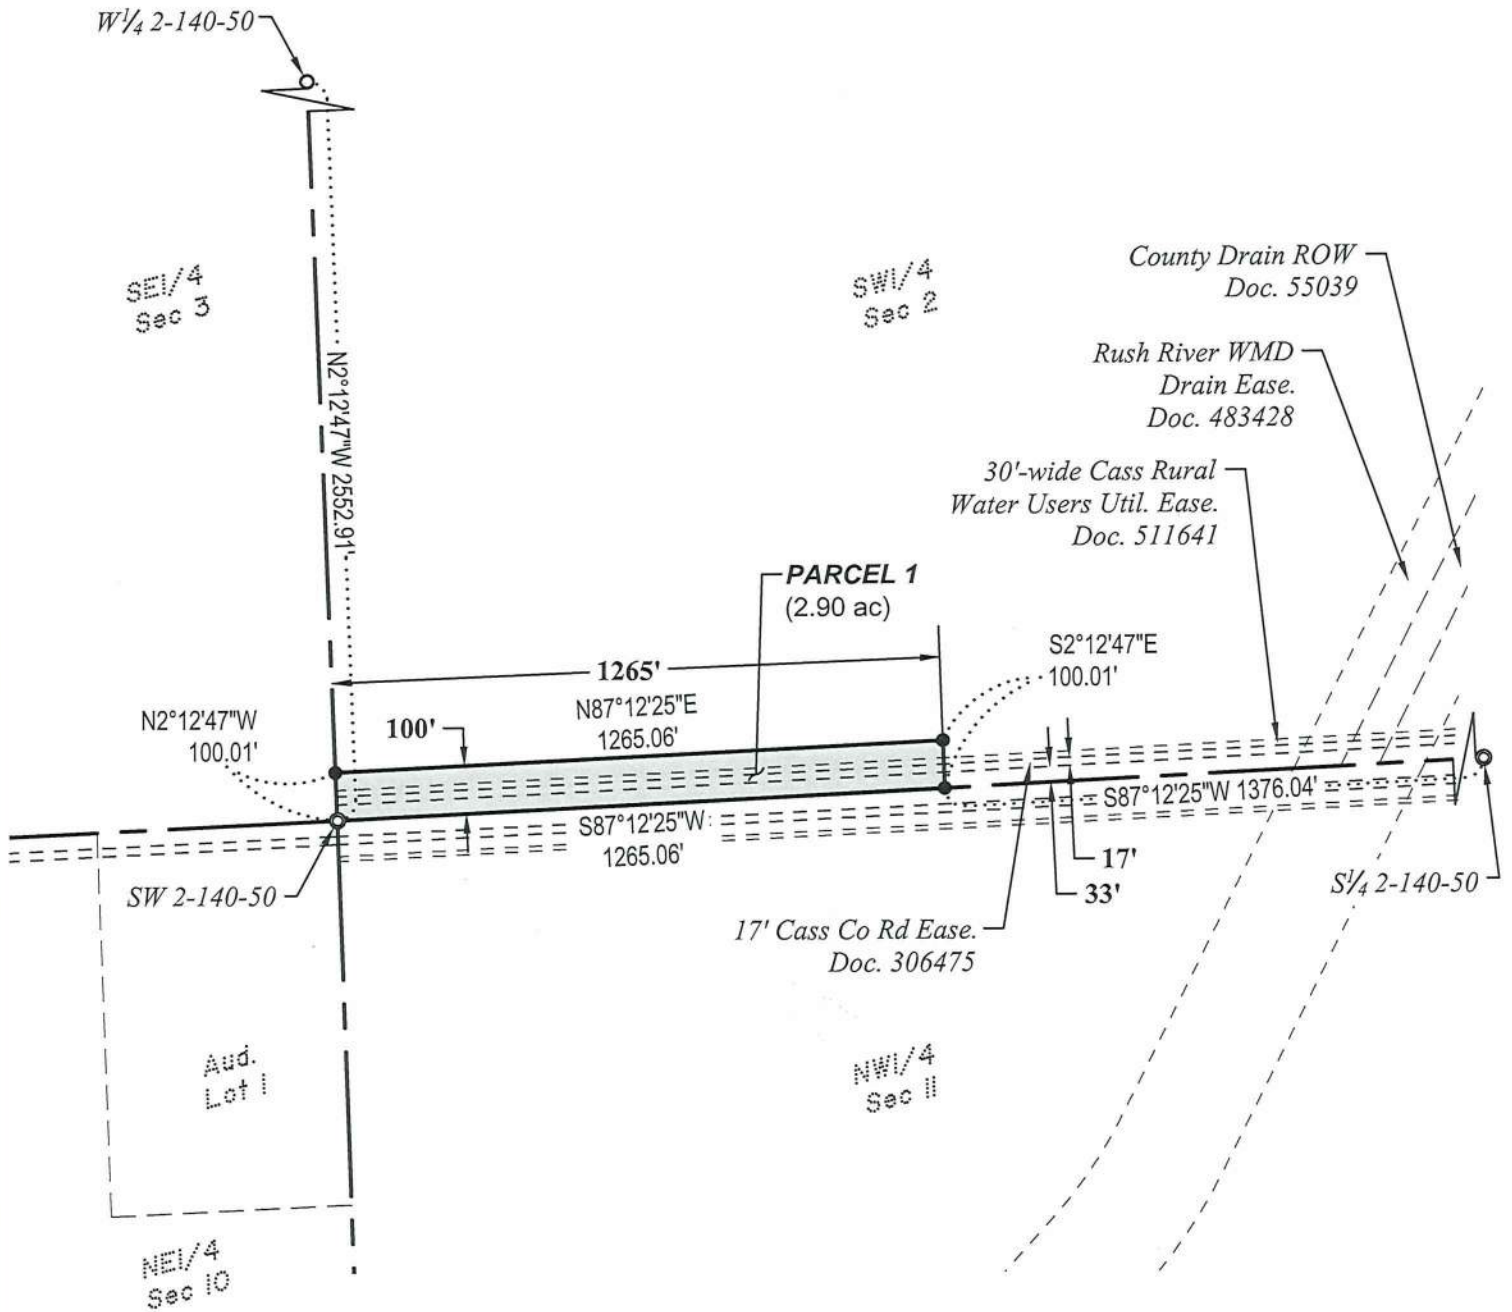 W1/4 2-140-50
SE1/4
Sec 3
SW1/4
Sec 2
County Drain ROW
Doc. 55039
Rush River WMD
Drain Ease.
Doc. 483428
N2°12'47"W 2552.91'
30'-wide Cass Rural
Water Users Util. Ease.
Doc. 511641
PARCEL 1
(2.90 ac)
1265'
S2°12'47"E
100.01'
N2°12'47"W
100.01'
100'
N87°12'25"E
1265.06'
S87°12'25"W
1265.06'
S87°12'25"W 1376.04'
17'
33'
SW 2-140-50
S1/4 2-140-50
17' Cass Co Rd Ease.
Doc. 306475
Aud.
Lot 1
NW1/4
Sec 11
NE1/4
Sec 10